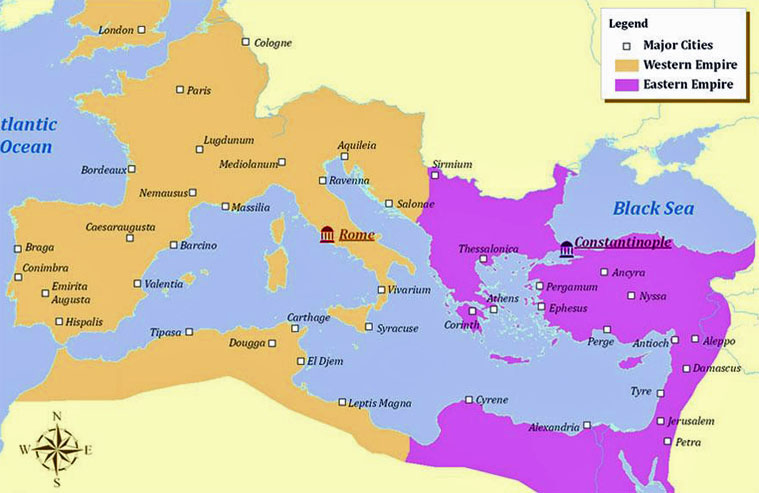 London
Cologne
Paris
Legend
Major Cities
Western Empire
Eastern Empire
tlantic
Ocean
Lugdunum
Aquileia
Mediolanum
Bordeaux
Sirmium
Ravenna
Nemausus
Massilia
Salonae
Black Sea
Caesaraugusta
Rome
Constantinople
Braga
Barcino
Thessalonica
Conimbra
Emirita
Augusta
Valentia
Vivarium
Ancyra
Pergamum
Nyssa
Athens
Ephesus
Hispalis
Tipasa
Carthage
Syracuse
Corinth
Dougga
Perge
Antioch
Aleppo
El Djem
Damascus
Leptis Magna
Cyrene
Tyre
Alexandria
Jerusalem
Petra
N
W
E
S